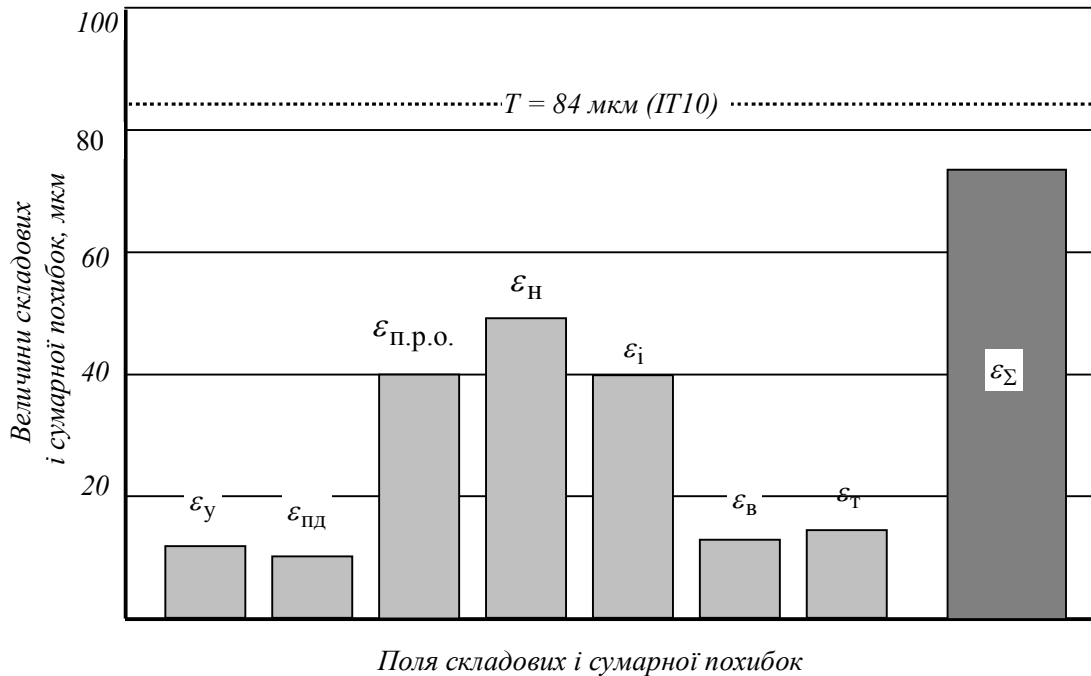 100
T = 84 мкм (IT10)
80
60
40
20
Величини складових
і сумарної похибок, мкм
εу
εпд
εп.р.о.
εн
εі
εв
εт
εΣ
Поля складових і сумарної похибок